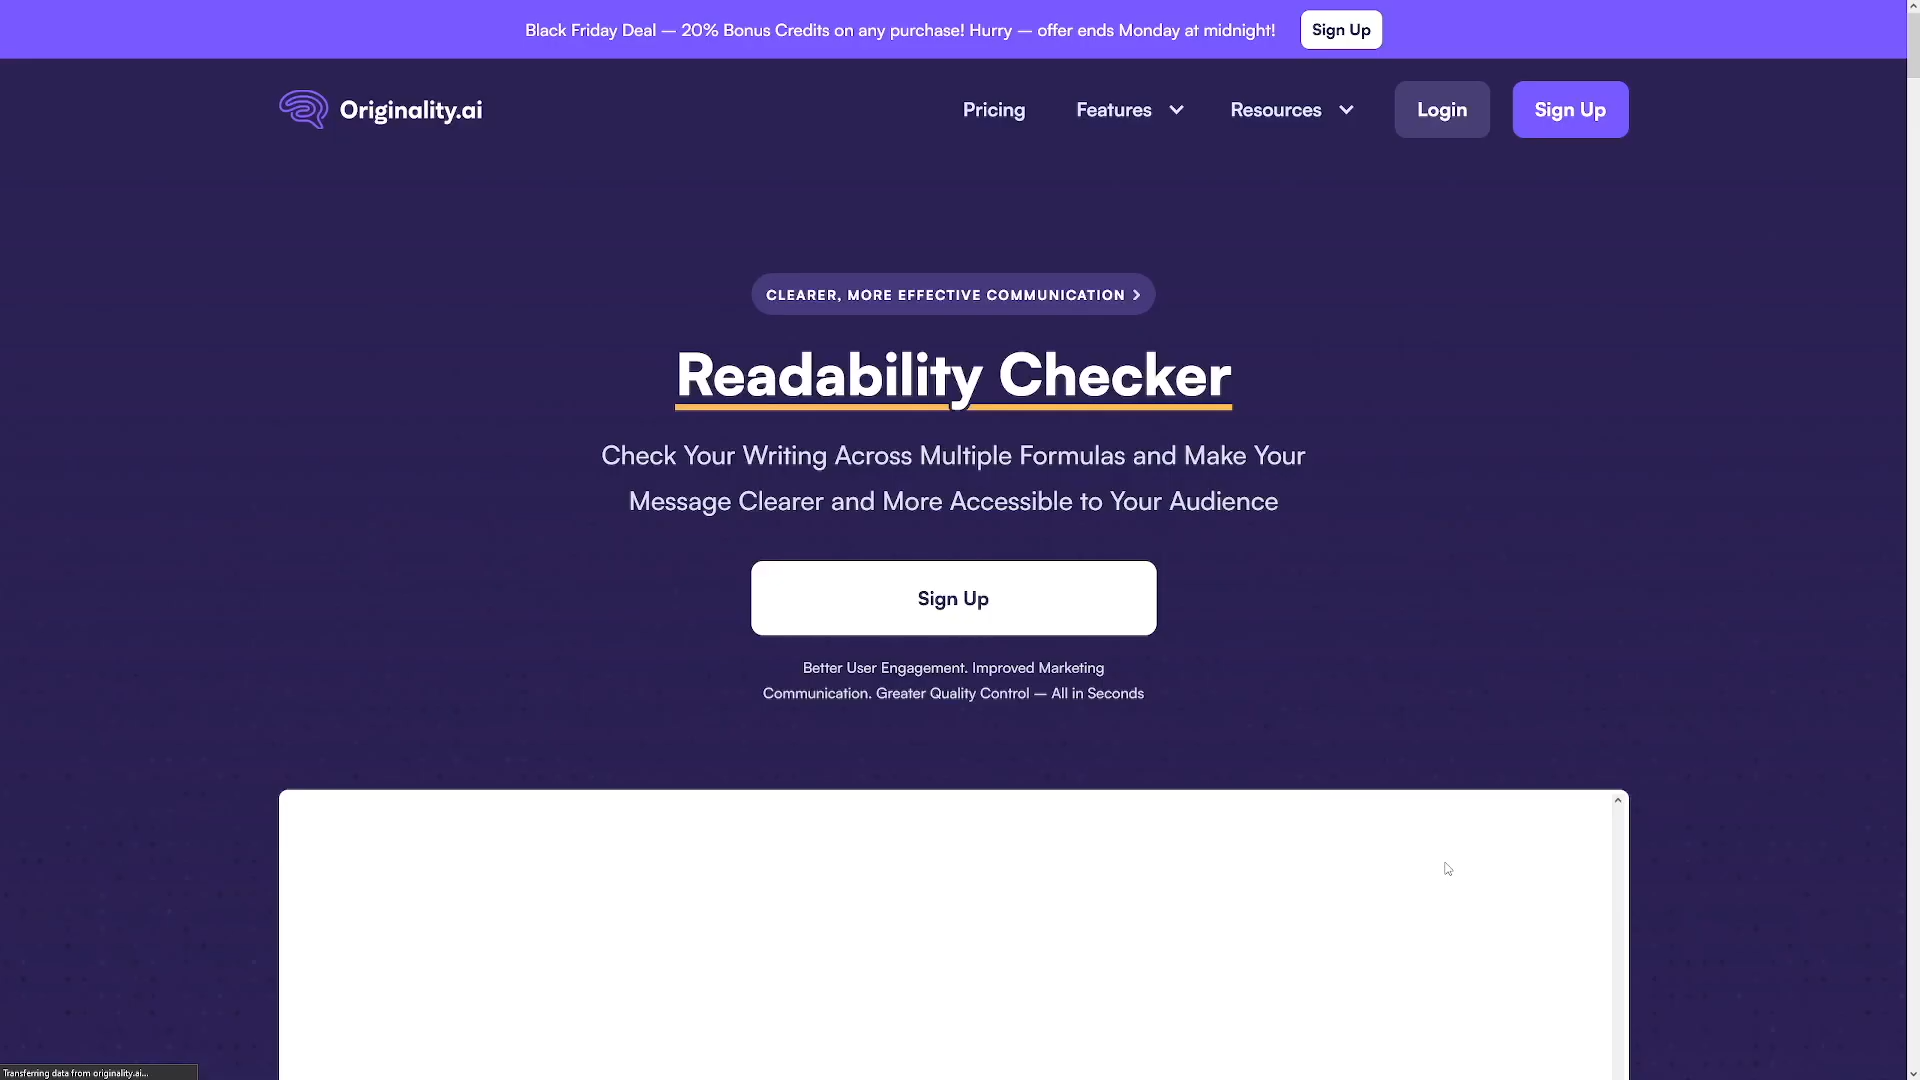 Black Friday Deal — 20% Bonus Credits on any purchase! Hurry — offer ends Monday at midnight!
Sign Up
Originality.ai
Pricing
Features
Resources
Login
Sign Up
CLEARER, MORE EFFECTIVE COMMUNICATION
Readability Checker
Check Your Writing Across Multiple Formulas and Make Your
Message Clearer and More Accessible to Your Audience
Sign Up
Better User Engagement. Improved Marketing
Communication. Greater Quality Control — All in Seconds
Transferring data from originality.ai...